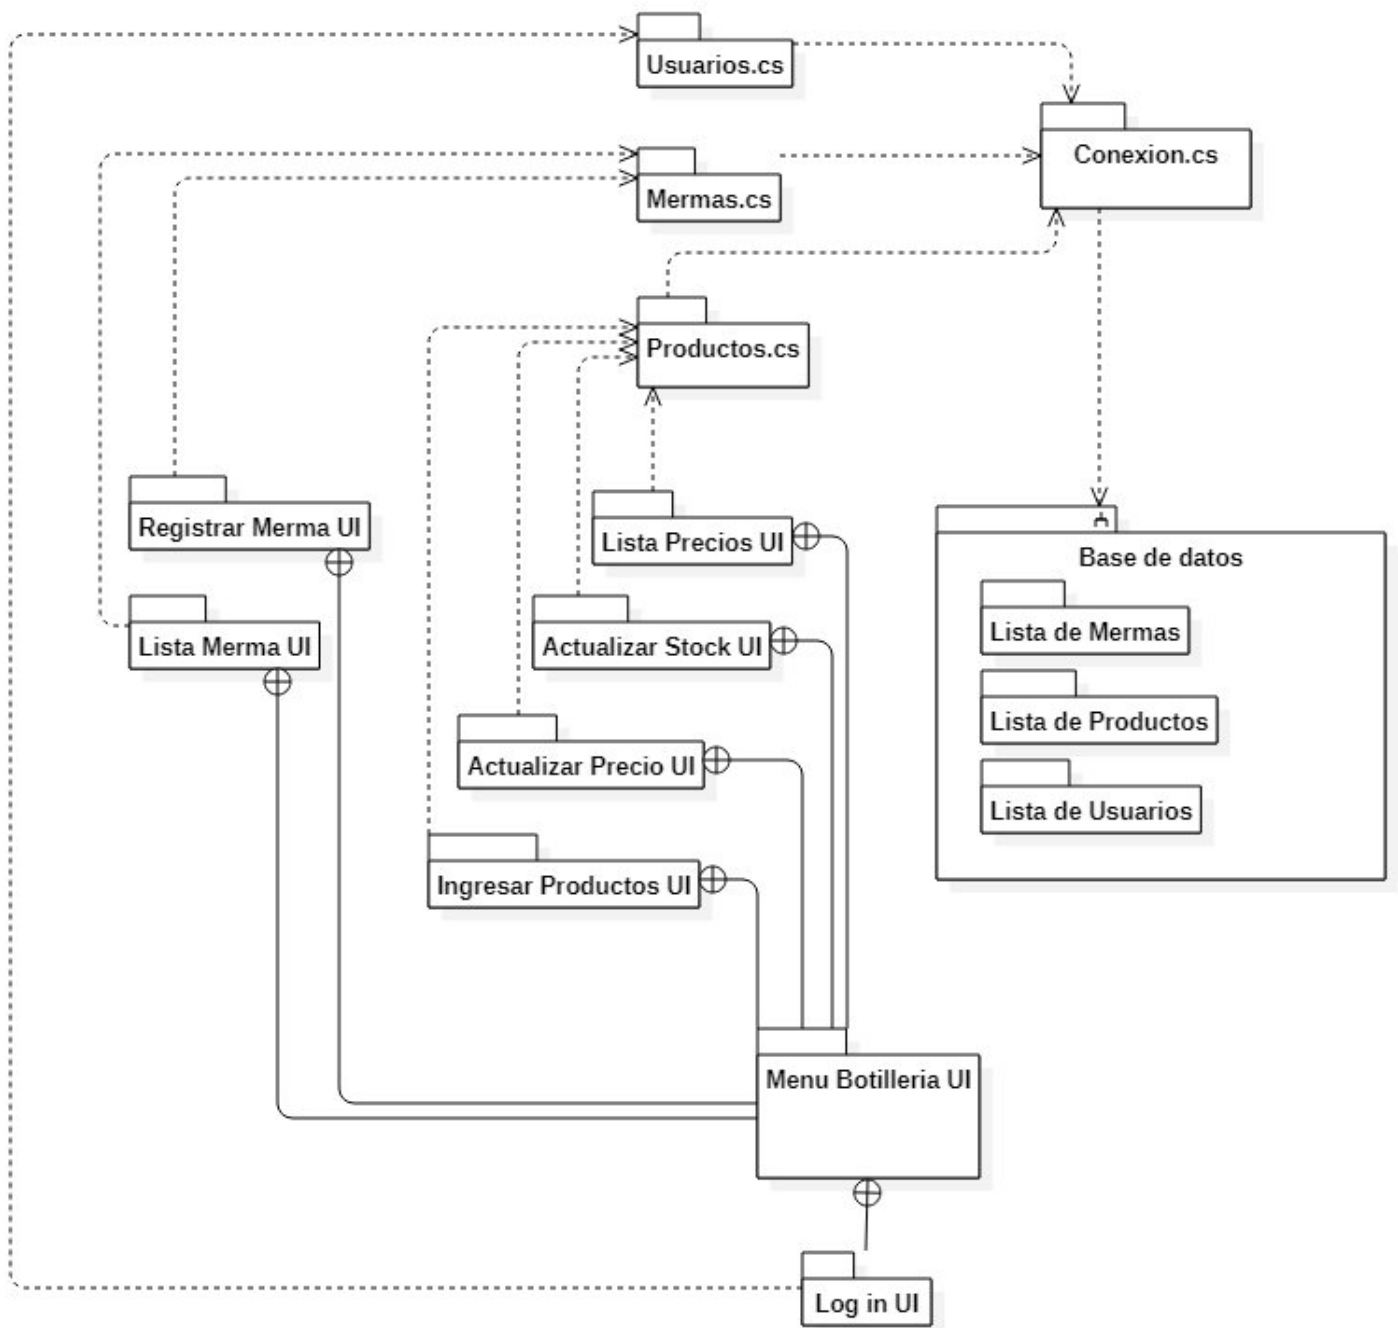 Usuarios.cs
Conexion.cs
Mermas.cs
Productos.cs
Registrar Merma UI
Lista Precios UI
Base de datos
Lista de Mermas
Lista Merma UI
Actualizar Stock UI
Lista de Productos
Actualizar Precio UI
Lista de Usuarios
Ingresar Productos UI
Menu Botilleria UI
Log in UI